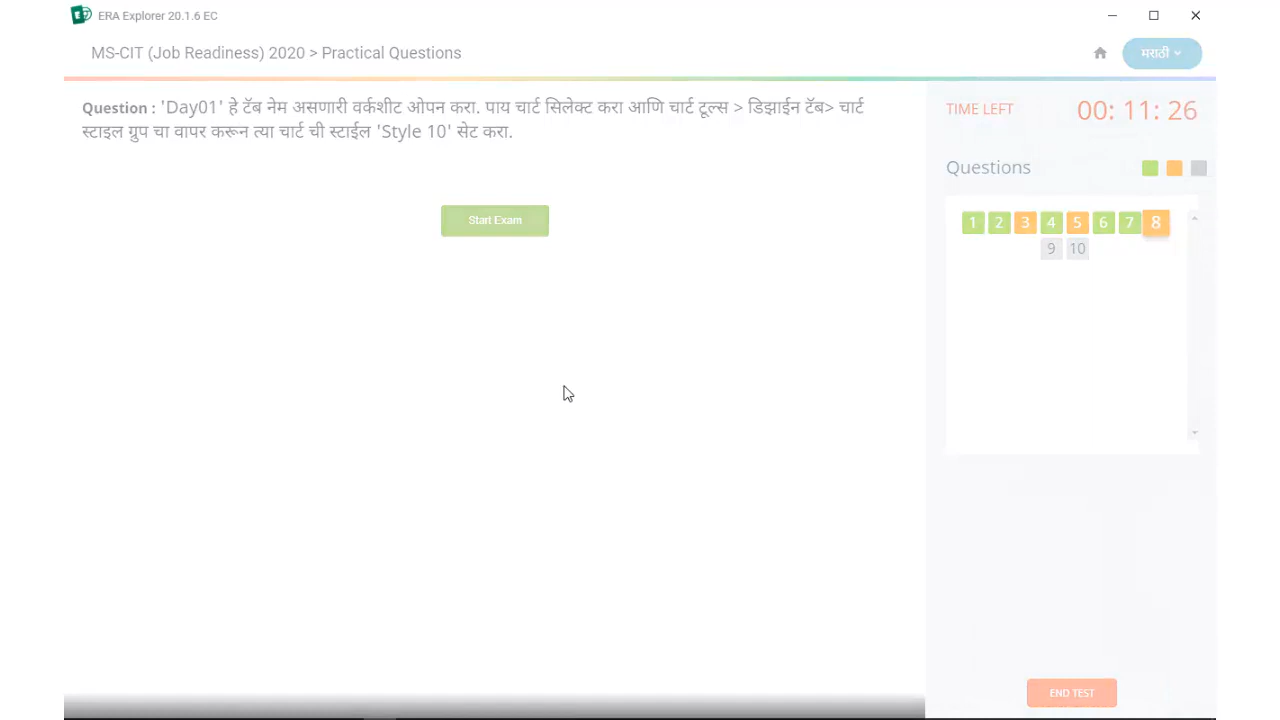 ERA Explorer 20.1.6 EC
MS-CIT (Job Readiness) 2020 > Practical Questions
मराठी
Question : 'Day01' हे टॅब नेम असणारी वर्कशीट ओपन करा. पाय चार्ट सिलेक्ट करा आणि चार्ट टूल्स > डिझाईन टॅब> चार्ट
स्टाइल ग्रुप चा वापर करून त्या चार्ट ची स्टाईल 'Style 10' सेट करा.
Start Exam
TIME LEFT 00: 11: 26
Questions
1 2 3 4 5 6 7 8
9 10
END TEST